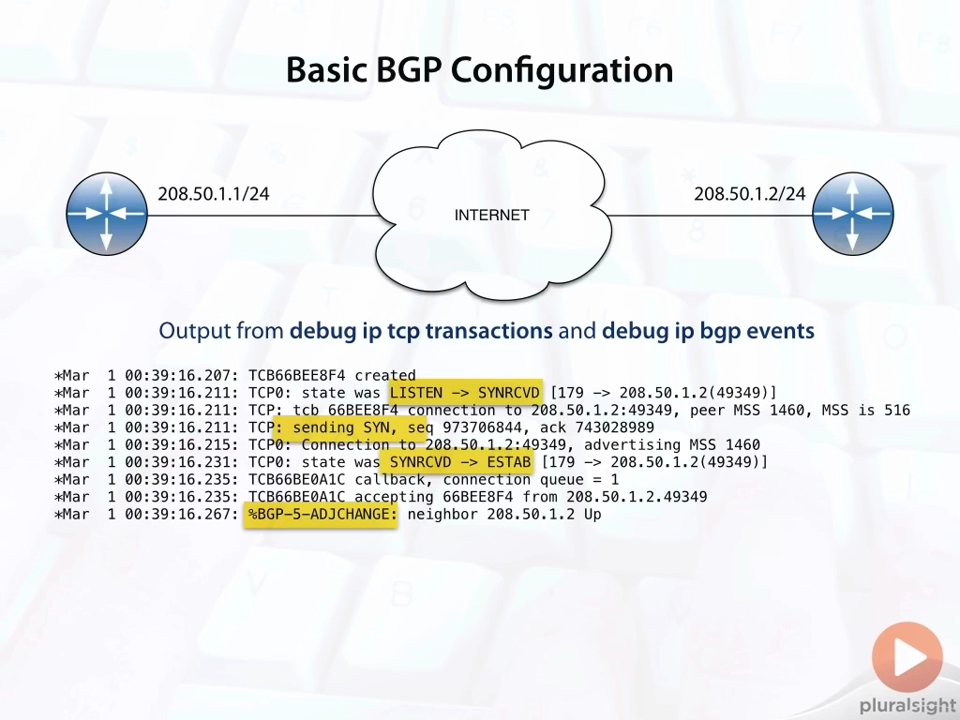 Basic BGP Configuration
208.50.1.1/24
INTERNET
208.50.1.2/24
Output from debug ip tcp transactions and debug ip bgp events
*Mar  1 00:39:16.207: TCB66BEE8F4 created
*Mar  1 00:39:16.211: TCP0: state was LISTEN -> SYNRCVD [179 -> 208.50.1.2(49349)]
*Mar  1 00:39:16.211: TCP: tcb 66BEE8F4 connection to 208.50.1.2:49349, peer MSS 1460, MSS is 516
*Mar  1 00:39:16.211: TCP: sending SYN, seq 973706844, ack 743028989
*Mar  1 00:39:16.215: TCP0: Connection to 208.50.1.2:49349, advertising MSS 1460
*Mar  1 00:39:16.231: TCP0: state was SYNRCVD -> ESTAB [179 -> 208.50.1.2(49349)]
*Mar  1 00:39:16.235: TCB66BE0A1C callback, connection queue = 1
*Mar  1 00:39:16.235: TCB66BE0A1C accepting 66BEE8F4 from 208.50.1.2.49349
*Mar  1 00:39:16.267: %BGP-5-ADJCHANGE: neighbor 208.50.1.2 Up
pluralsight